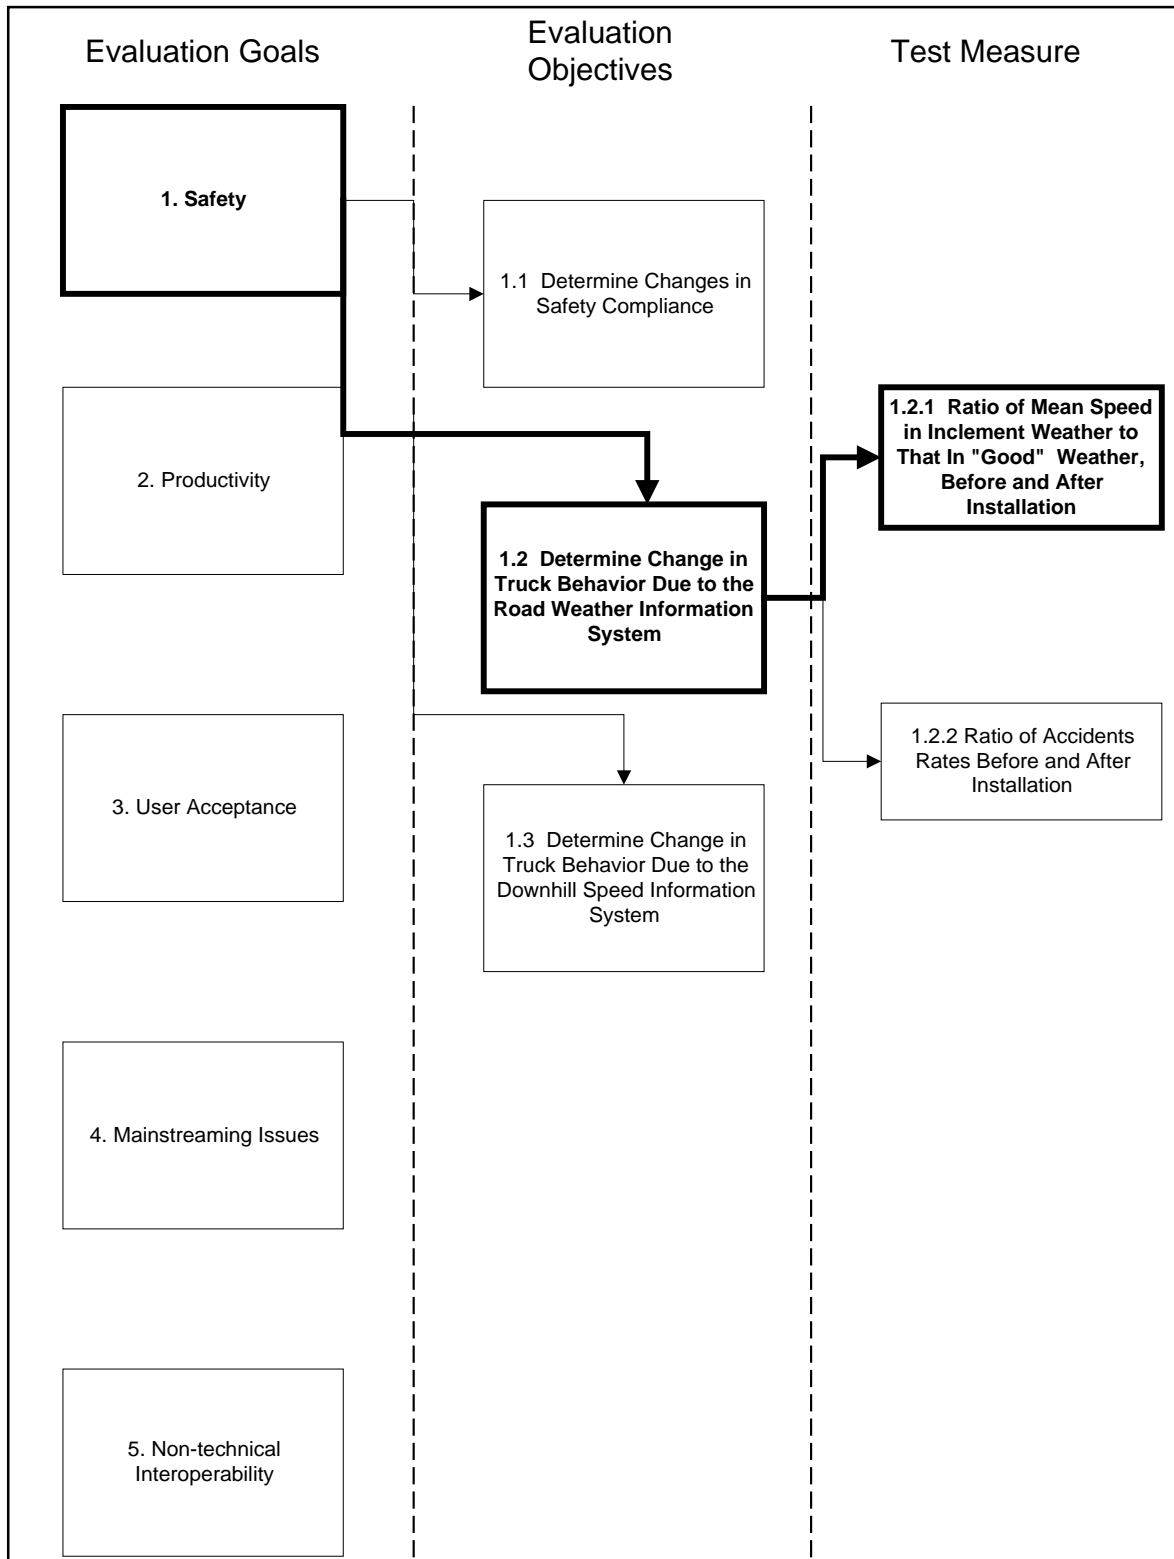 Evaluation Goals
Evaluation
Objectives
Test Measure
1. Safety
1.1 Determine Changes in
Safety Compliance
2. Productivity
1.2.1 Ratio of Mean Speed
in Inclement Weather to
That In "Good" Weather,
Before and After
Installation
1.2 Determine Change in
Truck Behavior Due to the
Road Weather Information
System
3. User Acceptance
1.2.2 Ratio of Accidents
Rates Before and After
Installation
1.3 Determine Change in
Truck Behavior Due to the
Downhill Speed Information
System
4. Mainstreaming Issues
5. Non-technical
Interoperability